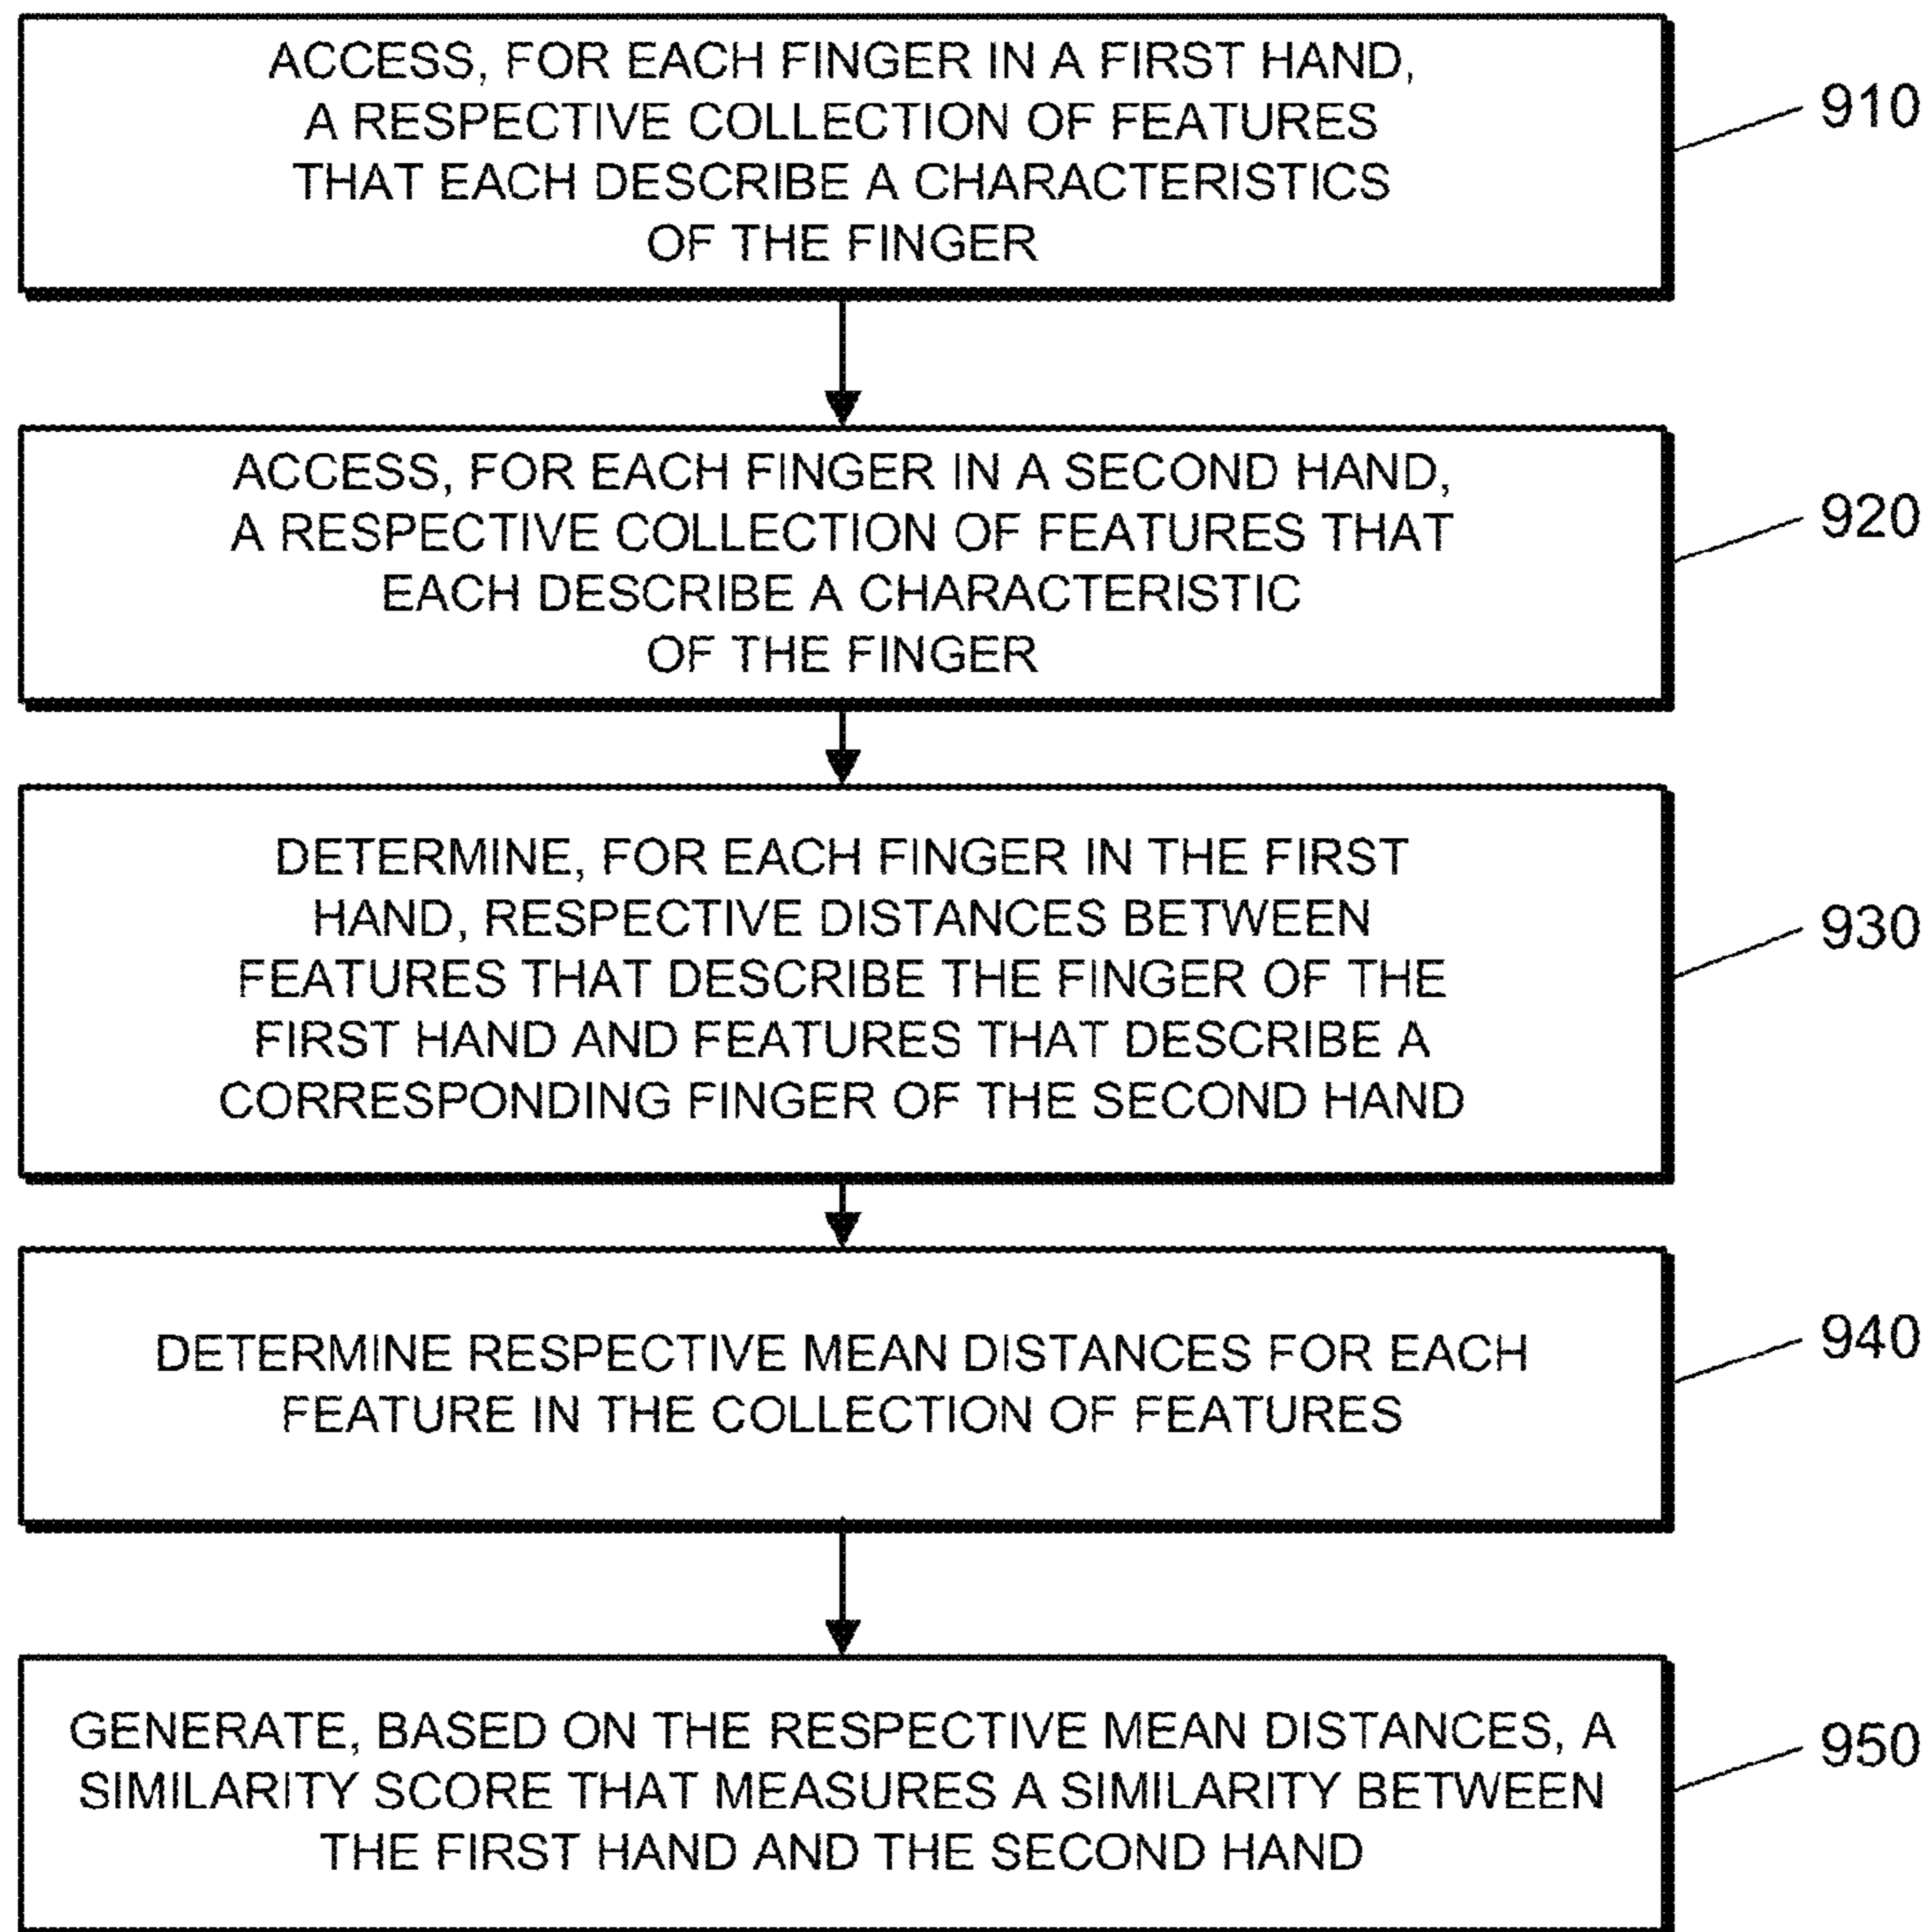 ACCESS, FOR EACH FINGER IN A FIRST HAND,
A RESPECTIVE COLLECTION OF FEATURES
THAT EACH DESCRIBE A CHARACTERISTICS
OF THE FINGER
910
ACCESS, FOR EACH FINGER IN A SECOND HAND,
A RESPECTIVE COLLECTION OF FEATURES THAT
EACH DESCRIBE A CHARACTERISTIC
OF THE FINGER
920
DETERMINE, FOR EACH FINGER IN THE FIRST
HAND, RESPECTIVE DISTANCES BETWEEN
FEATURES THAT DESCRIBE THE FINGER OF THE
FIRST HAND AND FEATURES THAT DESCRIBE A
CORRESPONDING FINGER OF THE SECOND HAND
930
DETERMINE RESPECTIVE MEAN DISTANCES FOR EACH
FEATURE IN THE COLLECTION OF FEATURES
940
GENERATE, BASED ON THE RESPECTIVE MEAN DISTANCES, A
SIMILARITY SCORE THAT MEASURES A SIMILARITY BETWEEN
THE FIRST HAND AND THE SECOND HAND
950